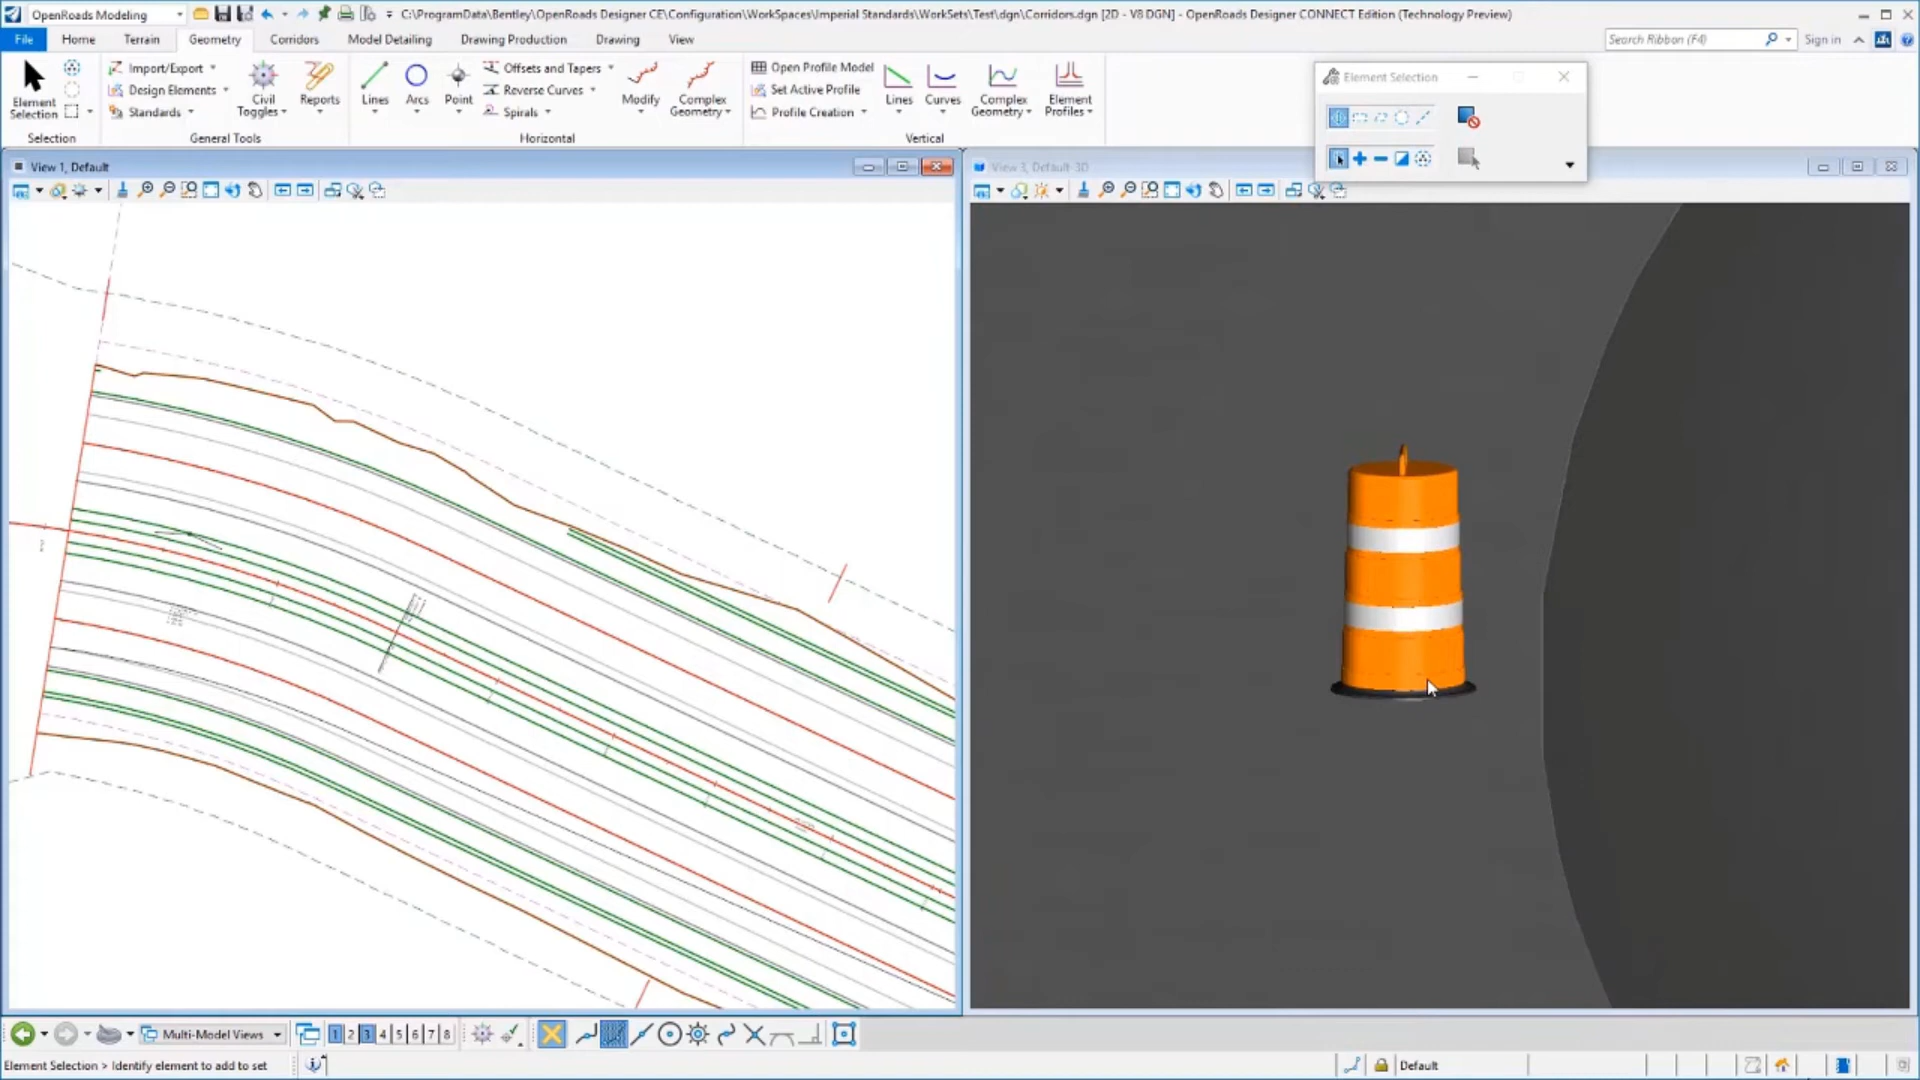 OpenRoads Modeling
C:\ProgramData\Bentley\OpenRoads Designer CE\Configuration\WorkSpaces\Imperial Standards\WorkSets\Test\dgn\Corridors.dgn [2D - V8 DGN] - OpenRoads Designer CONNECT Edition (Technology Preview)
File Home Terrain Geometry Corridors Model Detailing Drawing Production Drawing View
Search Ribbon (F4) Sign in
Element Selection
Selection
Import/Export
Design Elements
Standards
Civil Toggles
Reports
General Tools
Lines
Arcs
Point
Offsets and Tapers
Reverse Curves
Spirals
Modify
Complex Geometry
Horizontal
Open Profile Model
Set Active Profile
Profile Creation
Lines
Curves
Complex Geometry
Element Profiles
Vertical
Element Selection
View 1, Default
View 3, Default-3D
Multi-Model Views
1 2 3 4 5 6 7 8
Element Selection > Identify element to add to set
Default